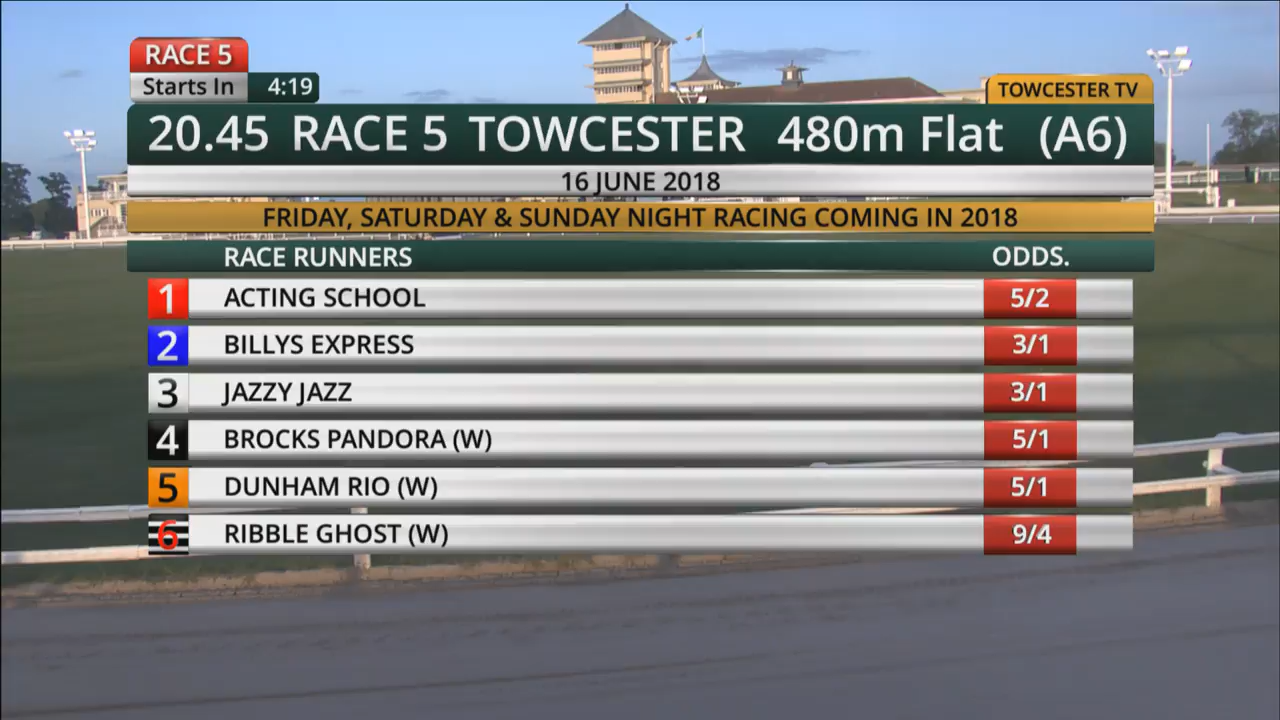 RACE 5
Starts In 4:19
TOWCESTER TV
20.45 RACE 5 TOWCESTER 480m Flat (A6)
16 JUNE 2018
FRIDAY, SATURDAY & SUNDAY NIGHT RACING COMING IN 2018
RACE RUNNERS ODDS.
1 ACTING SCHOOL 5/2
2 BILLYS EXPRESS 3/1
3 JAZZY JAZZ 3/1
4 BROCKS PANDORA (W) 5/1
5 DUNHAM RIO (W) 5/1
6 RIBBLE GHOST (W) 9/4